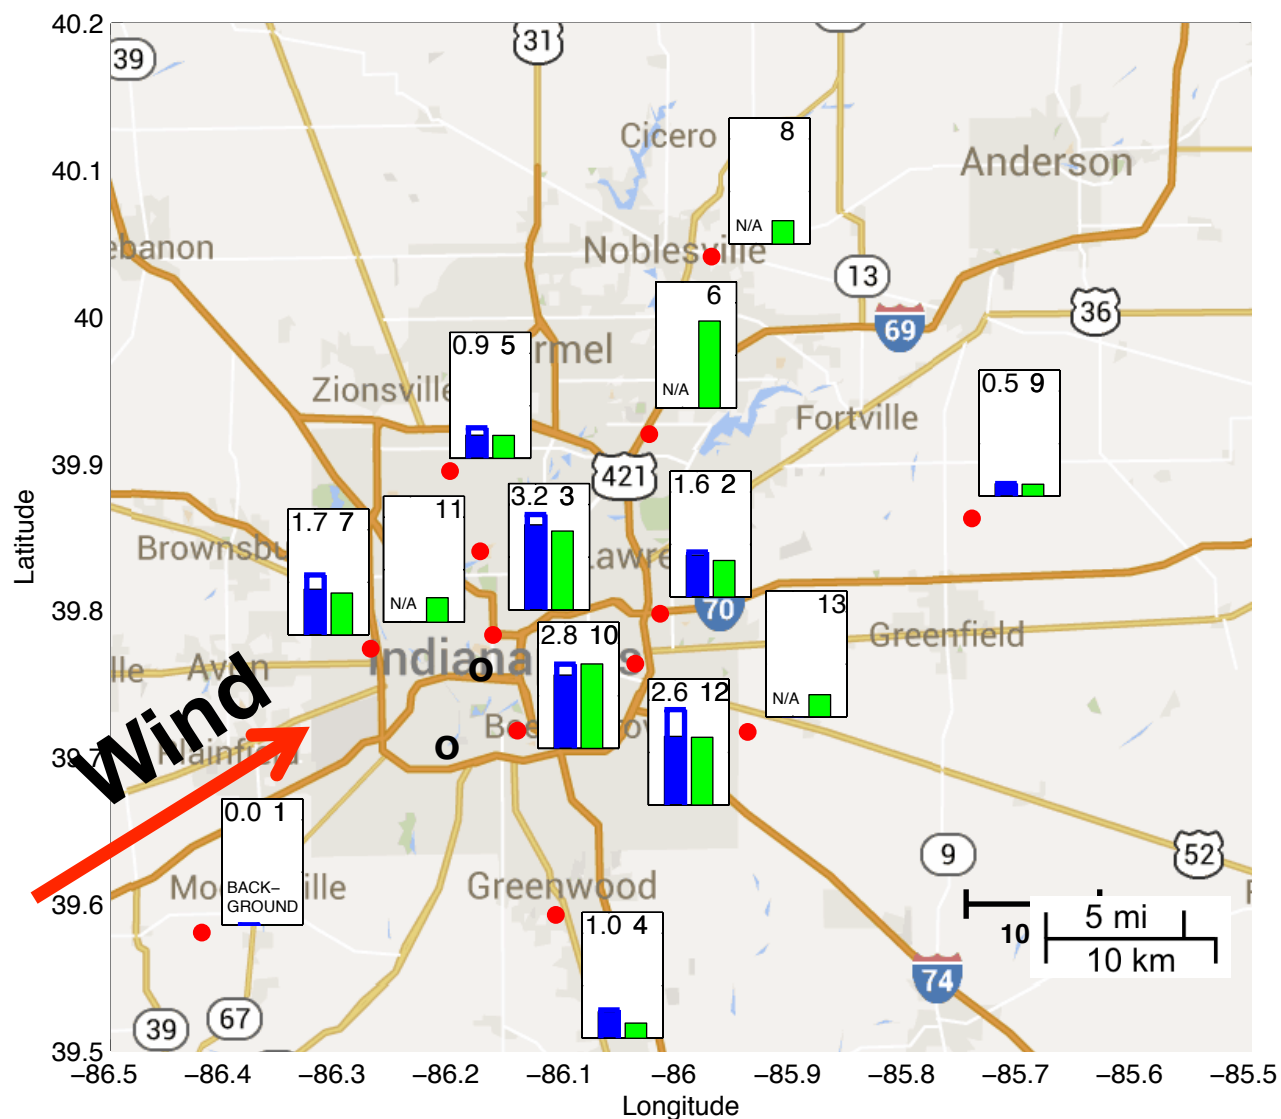 40.2
40.1
40
39.9
39.8
39.7
39.6
39.5
Latitude
−86.5 −86.4 −86.3 −86.2 −86.1 −86 −85.9 −85.8 −85.7 −85.6 −85.5
Longitude
39
31
Cicero
8
N/A
Anderson
ebanon
Noblesville
13
36
6
N/A
69
0.9 5
rmel
Zionsville
0.5 9
Fortville
421
1.6 2
3.2 3
11
N/A
1.7 7
Brownsbu
Lawre
70
13
N/A
Greenfield
lle
Avon
Indiana
s
o
2.8 10
2.6 12
Bee
ov
o
Wind
Plainfield
0.0 1
BACK−
GROUND
Mo
ville
Greenwood
1.0 4
9
52
10
5 mi
10 km
74
39
67